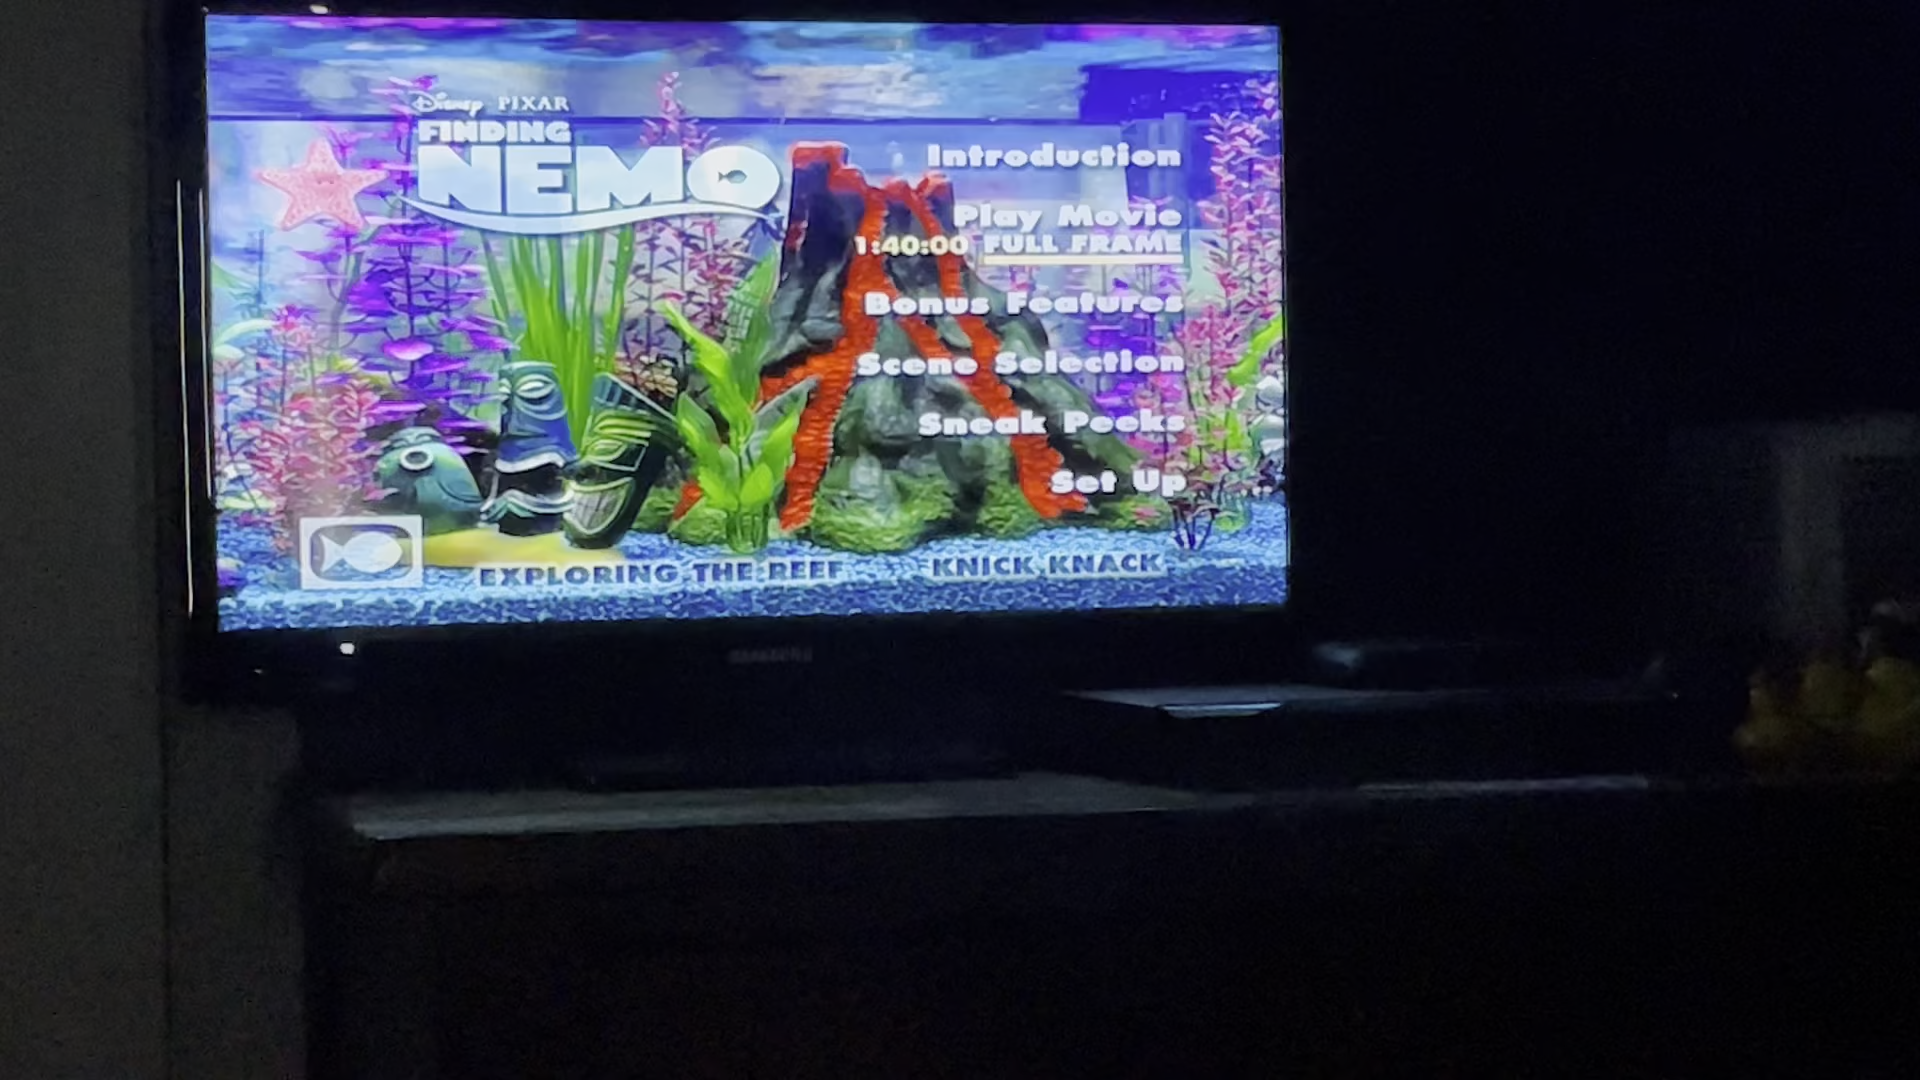 Disney PIXAR
FINDING
NEMO
Introduction
Play Movie
1:40:00 FULL FRAME
Bonus Features
Scene Selection
Sneak Peeks
Set Up
EXPLORING THE REEF
KNICK KNACK
SAMSUNG